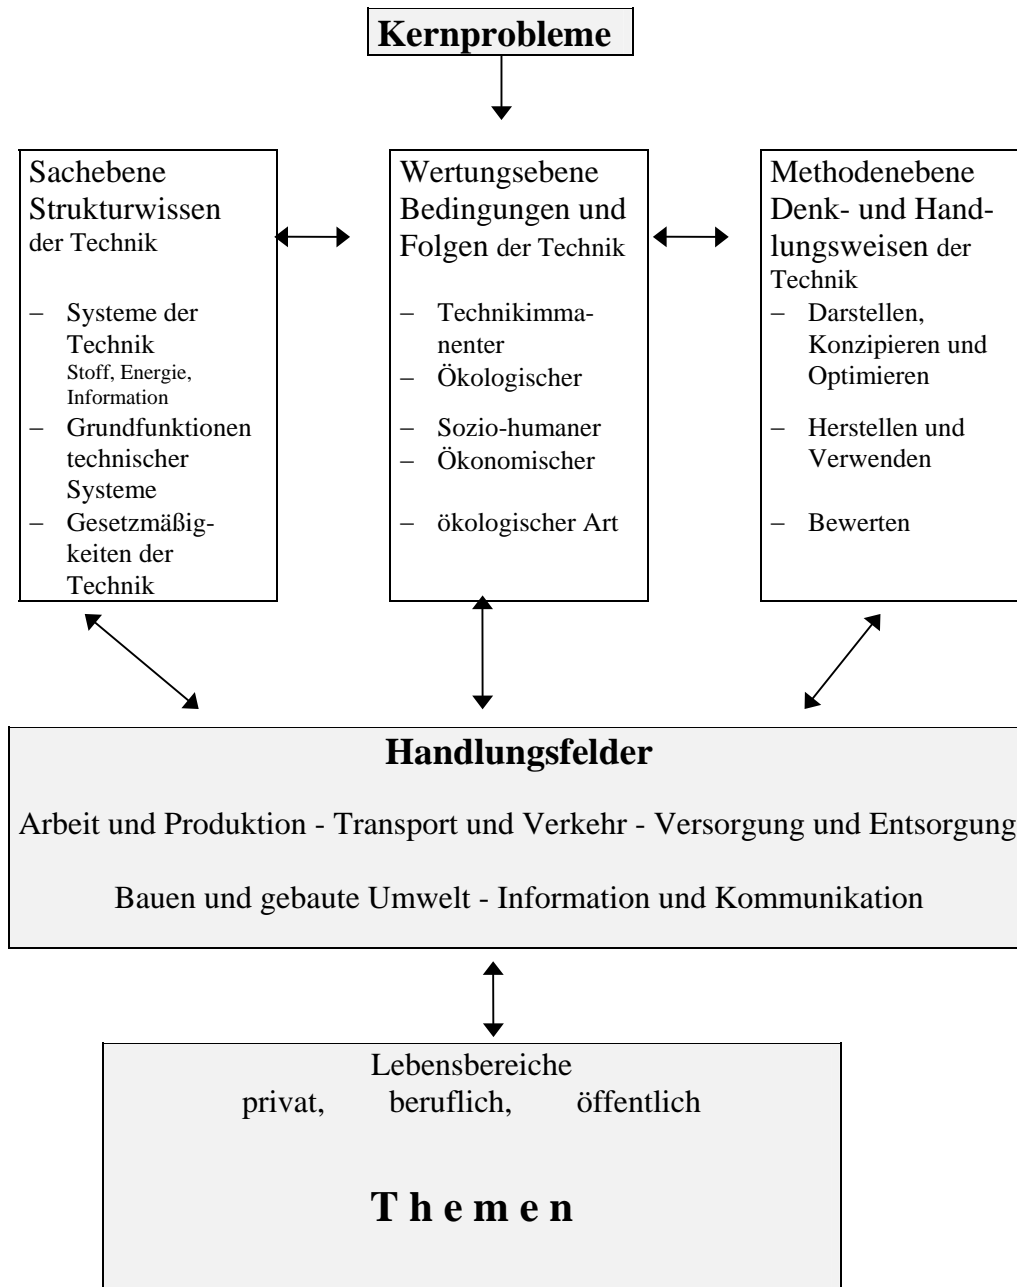 Kernprobleme
Sachebene
Strukturwissen
der Technik
– Systeme der
Technik
Stoff, Energie,
Information
– Grundfunktionen
technischer
Systeme
– Gesetzmäßig-
keiten der
Technik
Wertungsebene
Bedingungen und
Folgen der Technik
– Technikimma-
nenter
– Ökologischer
– Sozio-humaner
– Ökonomischer
– ökologischer Art
Methodenebene
Denk- und Hand-
lungsweisen der
Technik
– Darstellen,
Konzipieren und
Optimieren
– Herstellen und
Verwenden
– Bewerten
Handlungsfelder
Arbeit und Produktion - Transport und Verkehr - Versorgung und Entsorgung
Bauen und gebaute Umwelt - Information und Kommunikation
Lebensbereiche
privat, beruflich, öffentlich
T h e m e n